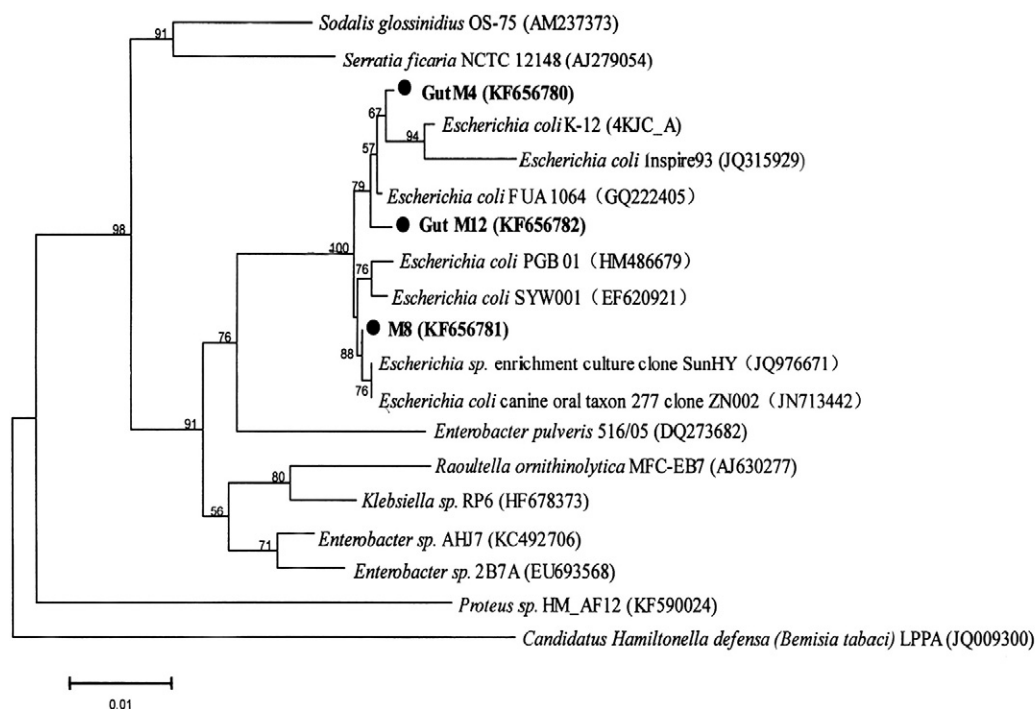 Sodalis glossinidius OS-75 (AM237373)
91
Serratia ficaria NCTC 12148 (AJ279054)
Gut M4 (KF656780)
67
Escherichia coli K-12 (4KJC_A)
94
Escherichia coli Inspire93 (JQ315929)
57
79
Escherichia coli FUA 1064（GQ222405）
Gut M12 (KF656782)
98
100
Escherichia coli PGB 01（HM486679）
76
Escherichia coli SYW001（EF620921）
M8 (KF656781)
76
88
Escherichia sp. enrichment culture clone SunHY（JQ976671）
76
Escherichia coli canine oral taxon 277 clone ZN002（JN713442）
91
Enterobacter pulveris 516/05 (DQ273682)
Raoultella ornithinolytica MFC-EB7 (AJ630277)
80
Klebsiella sp. RP6 (HF678373)
56
Enterobacter sp. AHJ7 (KC492706)
71
Enterobacter sp. 2B7A (EU693568)
Proteus sp. HM_AF12 (KF590024)
Candidatus Hamiltonella defensa (Bemisia tabaci) LPPA (JQ009300)
0.01